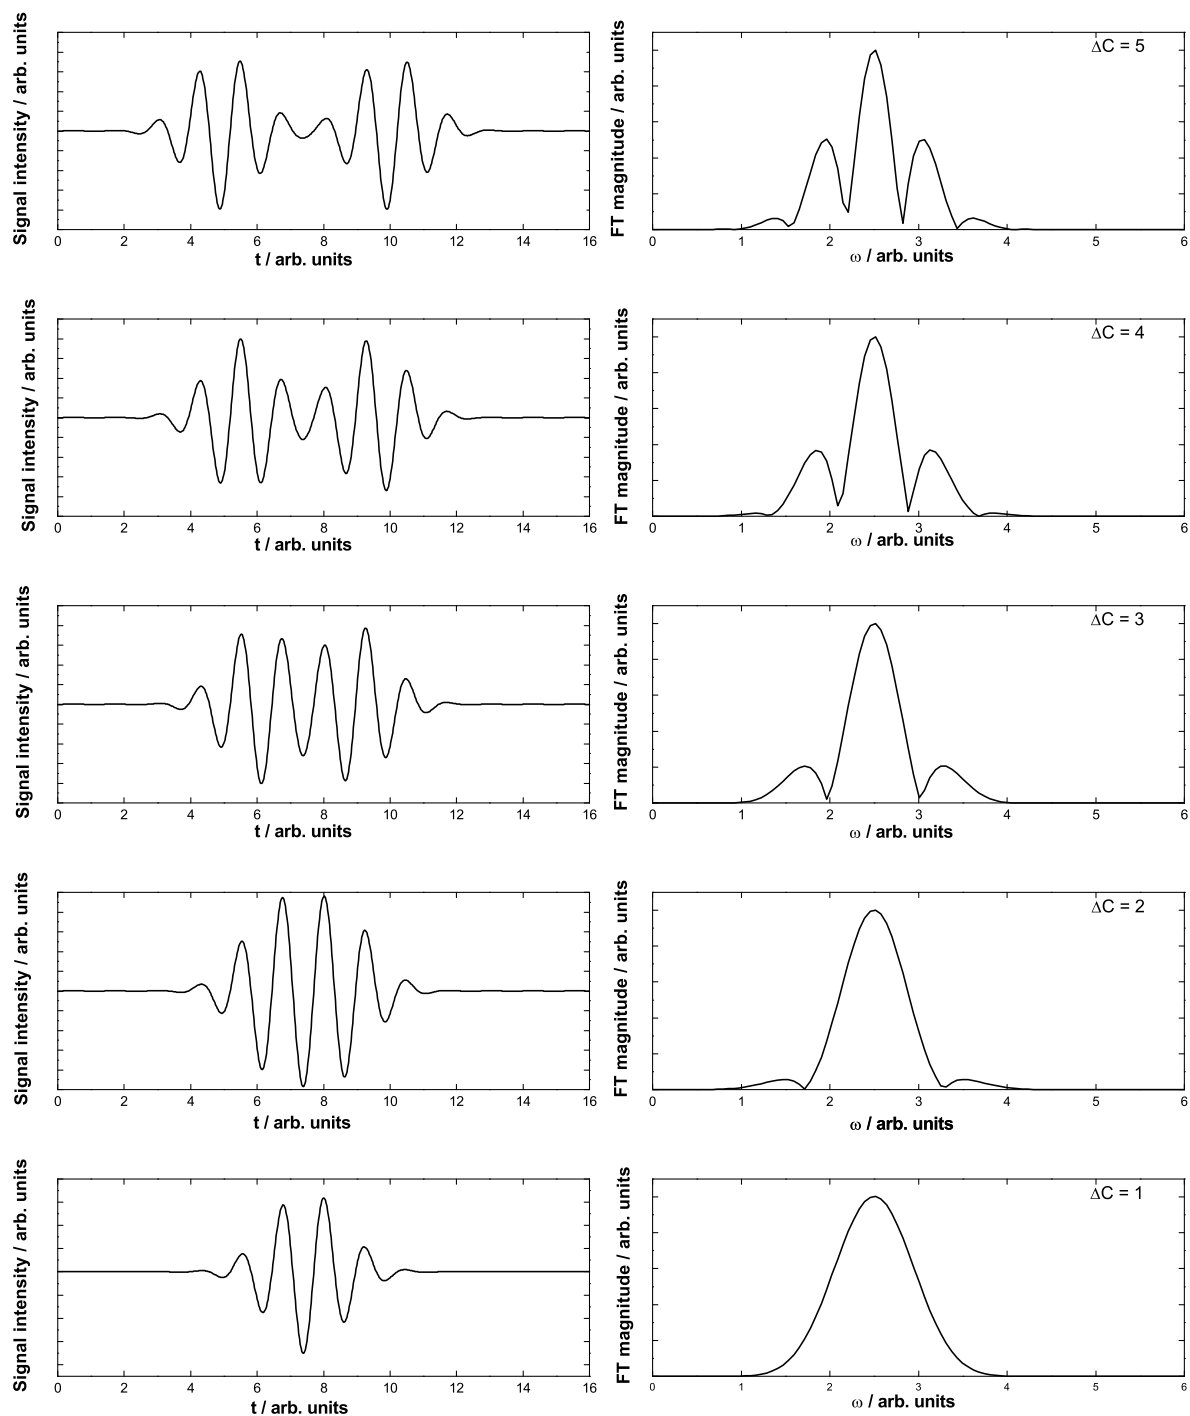 Signal intensity / arb. units
0 2 4 6 8 10 12 14 16
t / arb. units
FT magnitude / arb. units
ΔC = 5
0 1 2 3 4 5 6
ω / arb. units
Signal intensity / arb. units
0 2 4 6 8 10 12 14 16
t / arb. units
FT magnitude / arb. units
ΔC = 4
0 1 2 3 4 5 6
ω / arb. units
Signal intensity / arb. units
0 2 4 6 8 10 12 14 16
t / arb. units
FT magnitude / arb. units
ΔC = 3
0 1 2 3 4 5 6
ω / arb. units
Signal intensity / arb. units
0 2 4 6 8 10 12 14 16
t / arb. units
FT magnitude / arb. units
ΔC = 2
0 1 2 3 4 5 6
ω / arb. units
Signal intensity / arb. units
0 2 4 6 8 10 12 14 16
t / arb. units
FT magnitude / arb. units
ΔC = 1
0 1 2 3 4 5 6
ω / arb. units